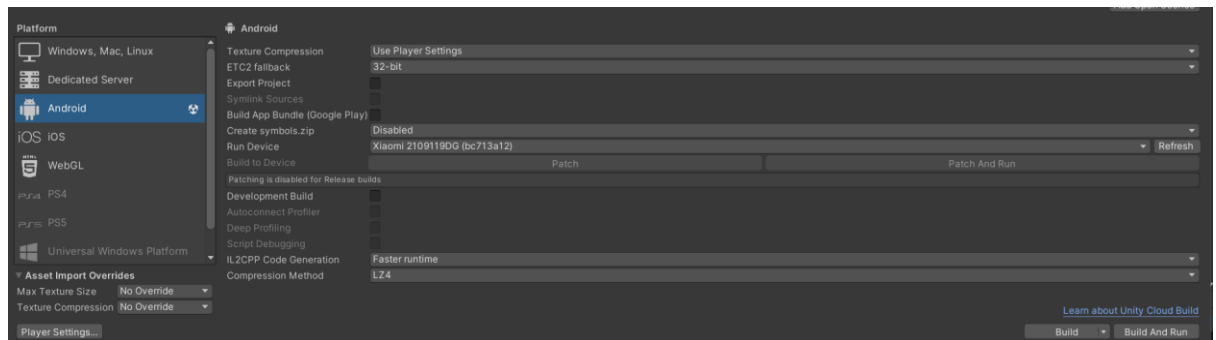 Platform
Windows, Mac, Linux
Dedicated Server
Android
iOS iOS
HTML WebGL
PS4 PS4
PS5 PS5
Universal Windows Platform
Asset Import Overrides
Max Texture Size No Override
Texture Compression No Override
Player Settings...
Android
Texture Compression Use Player Settings
ETC2 fallback 32-bit
Export Project
Symlink Sources
Build App Bundle (Google Play)
Create symbols.zip Disabled
Run Device Xiaomi 2109119DG (bc713a12) Refresh
Build to Device Patch Patch And Run
Patching is disabled for Release builds
Development Build
Autoconnect Profiler
Deep Profiling
Script Debugging
IL2CPP Code Generation Faster runtime
Compression Method LZ4
Learn about Unity Cloud Build
Build Build And Run